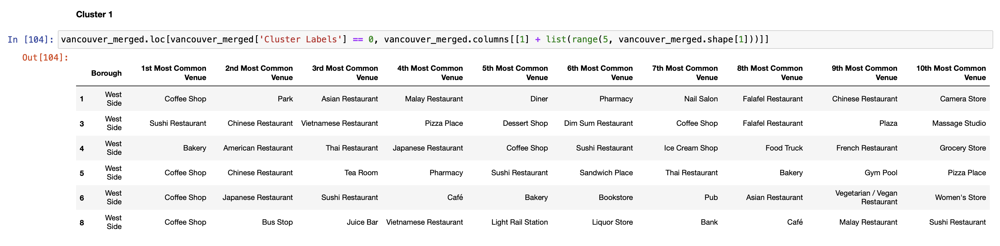 Cluster 1
In [104]: vancouver_merged.loc[vancouver_merged['Cluster Labels'] == 0, vancouver_merged.columns[[1] + list(range(5, vancouver_merged.shape[1]))]]
Out[104]:
Borough 1st Most Common Venue 2nd Most Common Venue 3rd Most Common Venue 4th Most Common Venue 5th Most Common Venue 6th Most Common Venue 7th Most Common Venue 8th Most Common Venue 9th Most Common Venue 10th Most Common Venue
1 West Side Coffee Shop Park Asian Restaurant Malay Restaurant Diner Pharmacy Nail Salon Falafel Restaurant Chinese Restaurant Camera Store
3 West Side Sushi Restaurant Chinese Restaurant Vietnamese Restaurant Pizza Place Dessert Shop Dim Sum Restaurant Coffee Shop Falafel Restaurant Plaza Massage Studio
4 West Side Bakery American Restaurant Thai Restaurant Japanese Restaurant Coffee Shop Sushi Restaurant Ice Cream Shop Food Truck French Restaurant Grocery Store
5 West Side Coffee Shop Chinese Restaurant Tea Room Pharmacy Sushi Restaurant Sandwich Place Thai Restaurant Bakery Gym Pool Pizza Place
6 West Side Coffee Shop Japanese Restaurant Sushi Restaurant Café Bakery Bookstore Pub Asian Restaurant Vegetarian / Vegan Restaurant Women's Store
8 West Side Coffee Shop Bus Stop Juice Bar Vietnamese Restaurant Light Rail Station Liquor Store Bank Café Malay Restaurant Sushi Restaurant